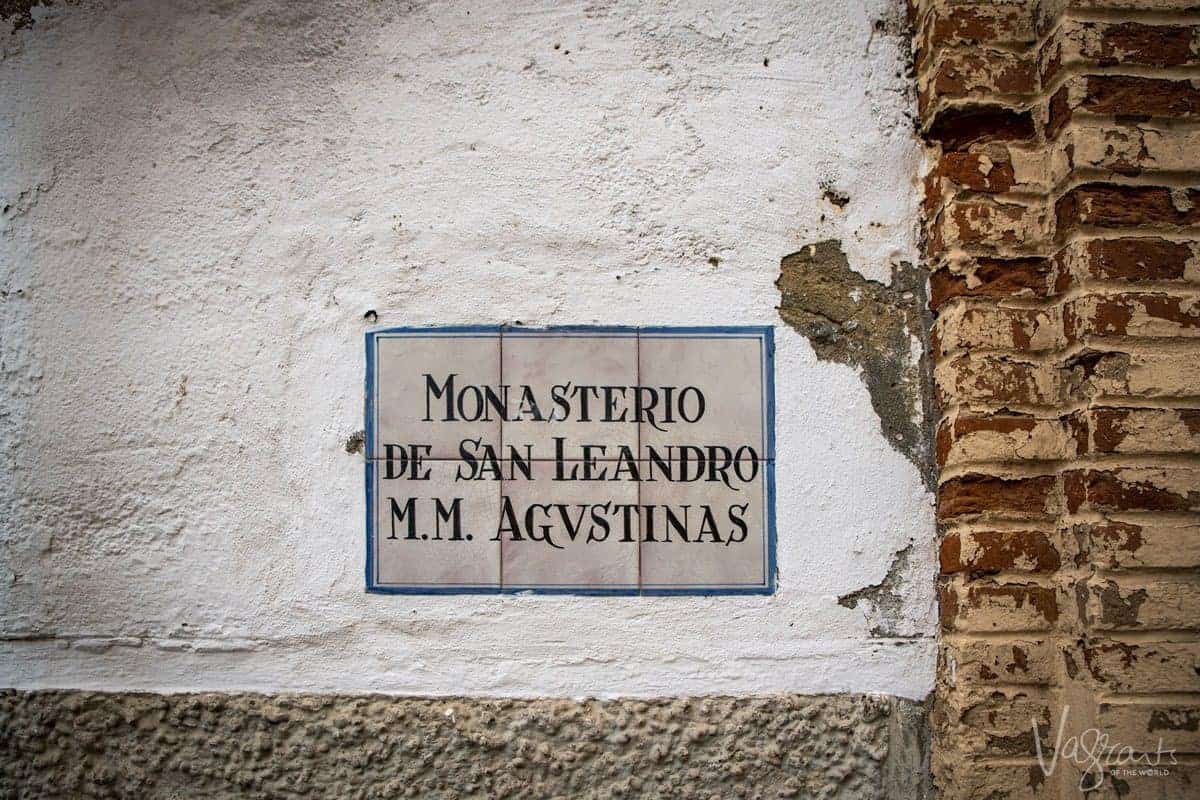 MONASTERIO
DE SAN LEANDRO
M.M. AGVSTINAS
Vagrants
OF THE WORLD